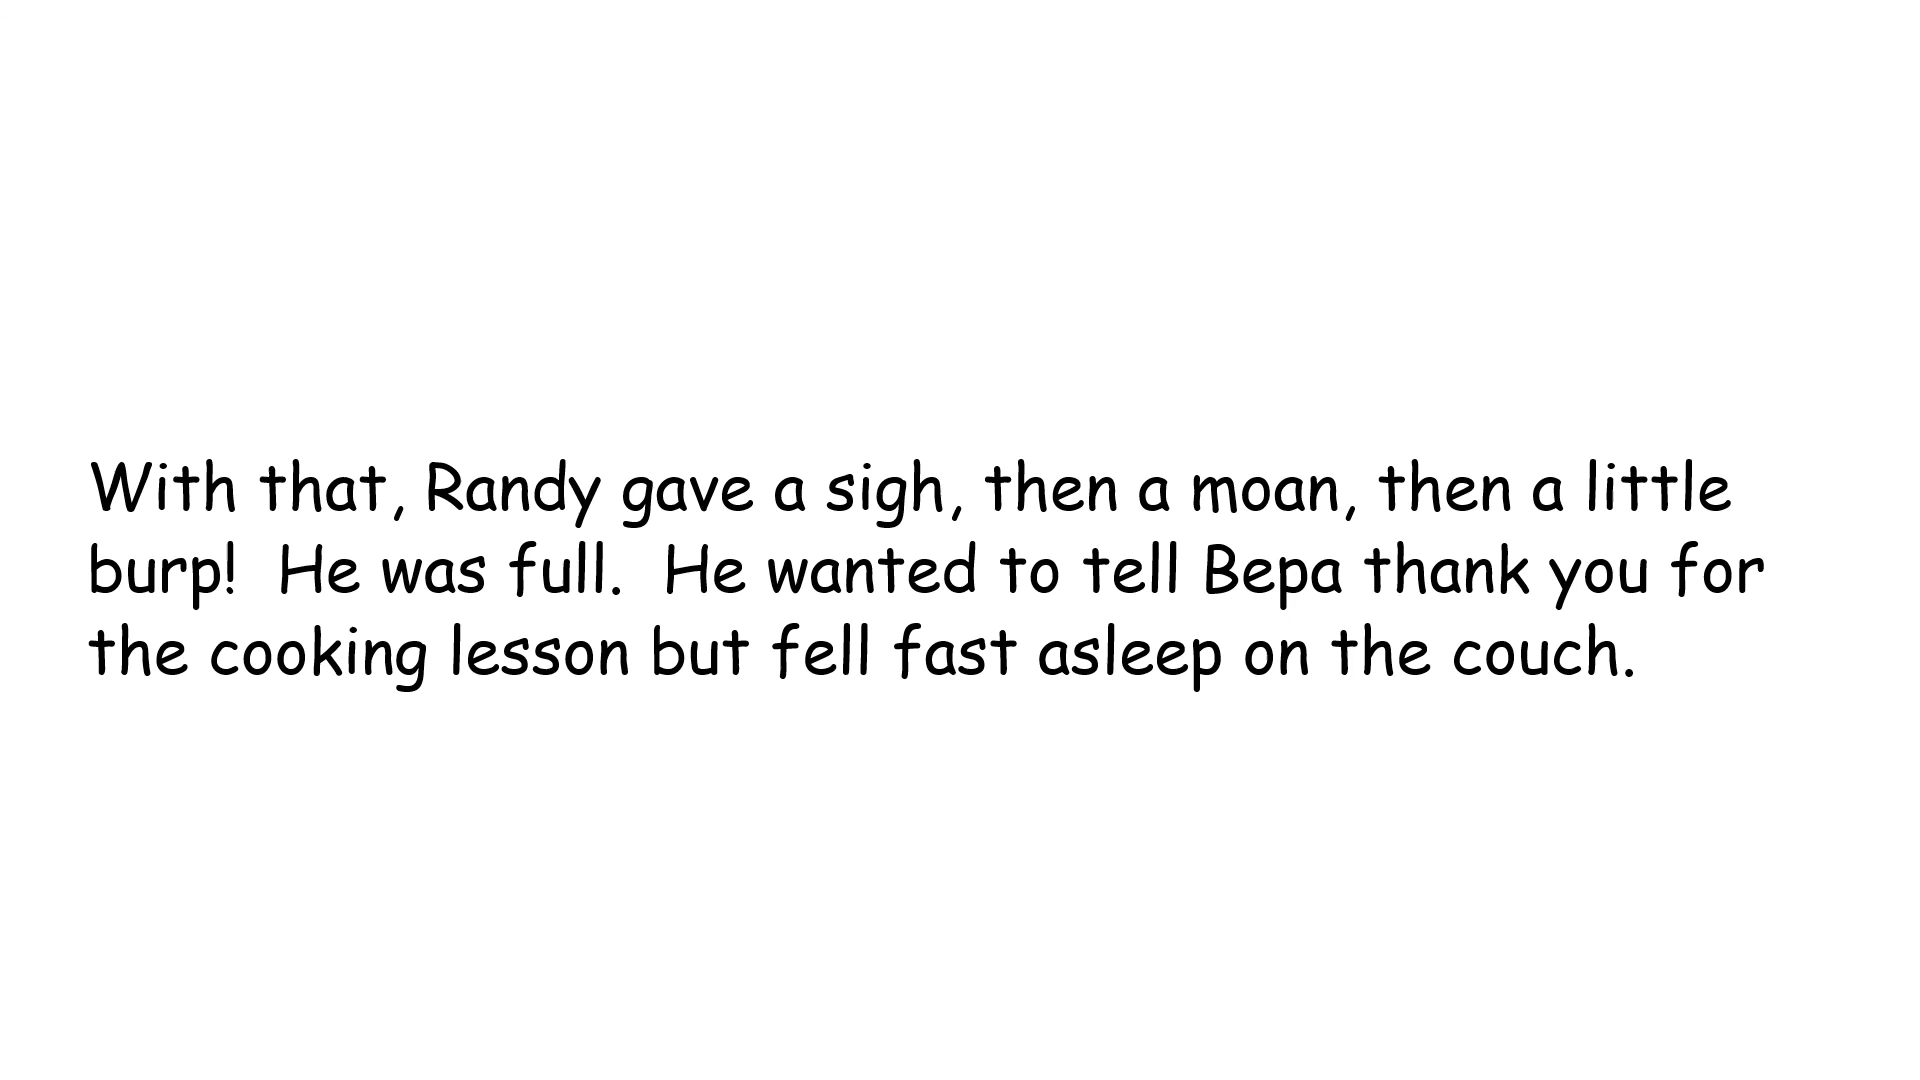 With that, Randy gave a sigh, then a moan, then a little
burp!  He was full.  He wanted to tell Bepa thank you for
the cooking lesson but fell fast asleep on the couch.